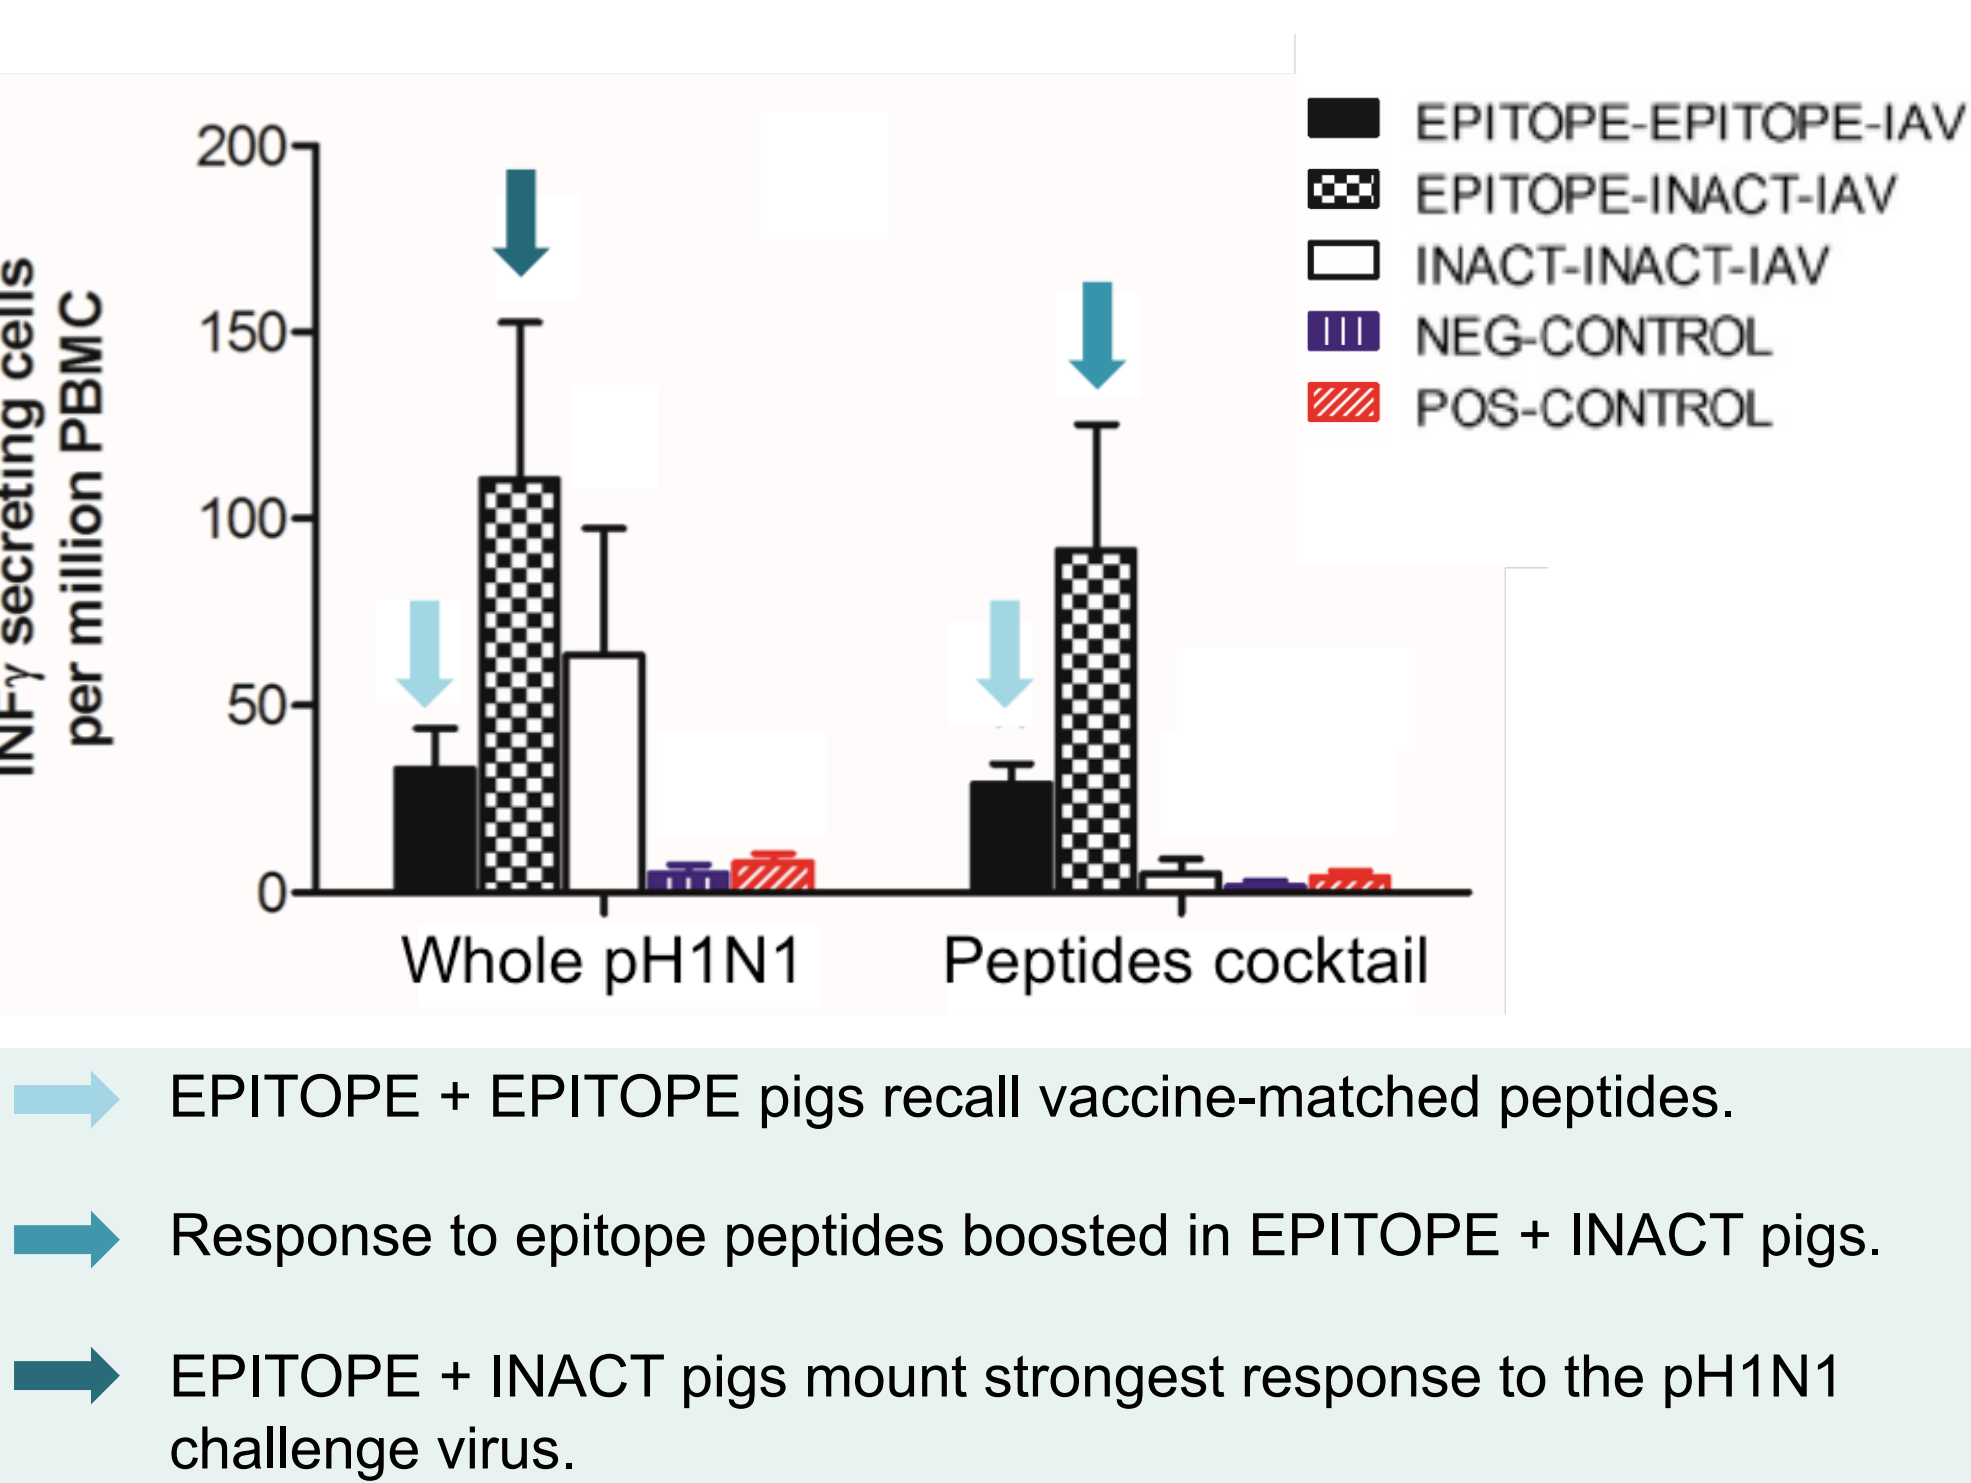 INFγ secreting cells
per million PBMC
200
150
100
50
0
Whole pH1N1
Peptides cocktail
EPITOPE-EPITOPE-IAV
EPITOPE-INACT-IAV
INACT-INACT-IAV
NEG-CONTROL
POS-CONTROL
EPITOPE + EPITOPE pigs recall vaccine-matched peptides.
Response to epitope peptides boosted in EPITOPE + INACT pigs.
EPITOPE + INACT pigs mount strongest response to the pH1N1
challenge virus.